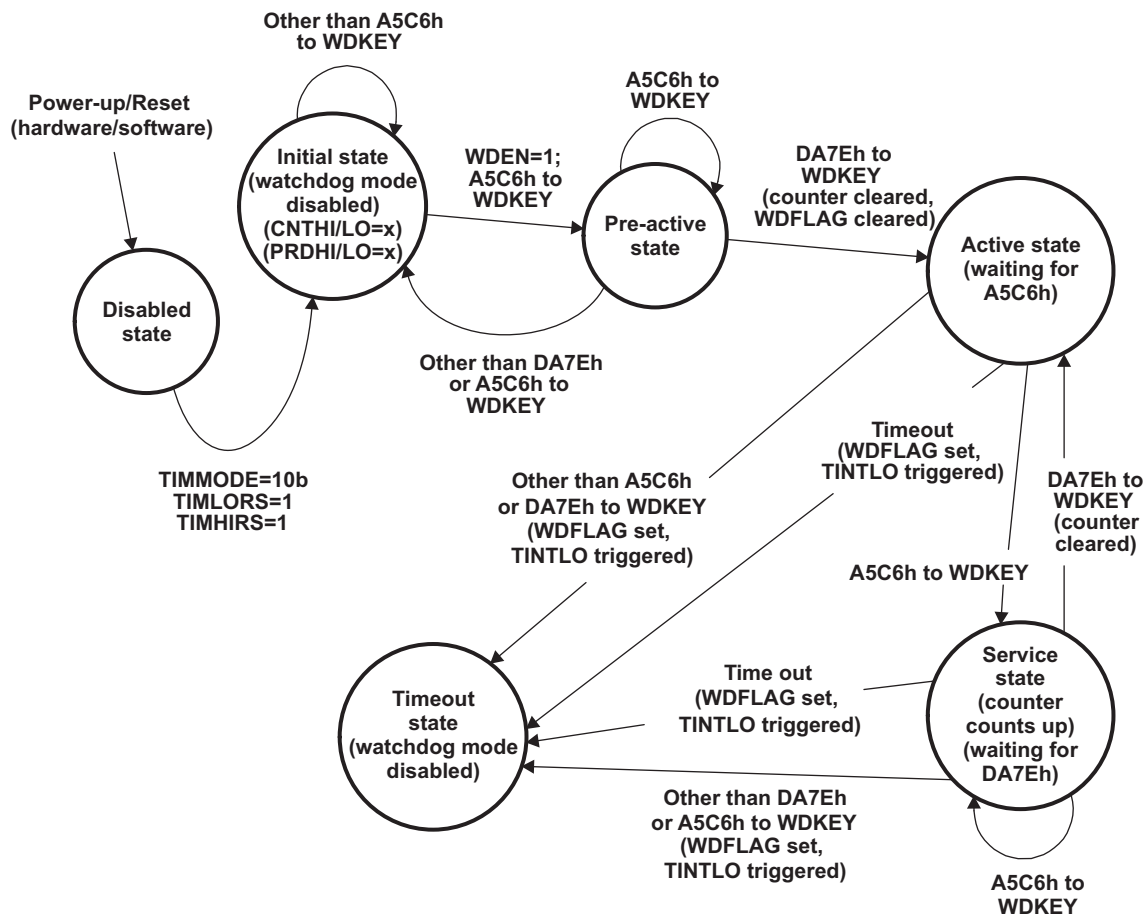 Other than A5C6h
to WDKEY
Power-up/Reset
(hardware/software)
Initial state
(watchdog mode
disabled)
(CNTHI/LO=x)
(PRDHI/LO=x)
WDEN=1;
A5C6h to
WDKEY
A5C6h to
WDKEY
Pre-active
state
DA7Eh to
WDKEY
(counter cleared,
WDFLAG cleared)
Active state
(waiting for
A5C6h)
Disabled
state
Other than DA7Eh
or A5C6h to
WDKEY
TIMMODE=10b
TIMLORS=1
TIMHIRS=1
Timeout
(WDFLAG set,
TINTLO triggered)
Other than A5C6h
or DA7Eh to WDKEY
(WDFLAG set,
TINTLO triggered)
DA7Eh to
WDKEY
(counter
cleared)
A5C6h to WDKEY
Timeout
state
(watchdog mode
disabled)
Time out
(WDFLAG set,
TINTLO triggered)
Service
state
(counter
counts up)
(waiting for
DA7Eh)
Other than DA7Eh
or A5C6h to WDKEY
(WDFLAG set,
TINTLO triggered)
A5C6h to
WDKEY